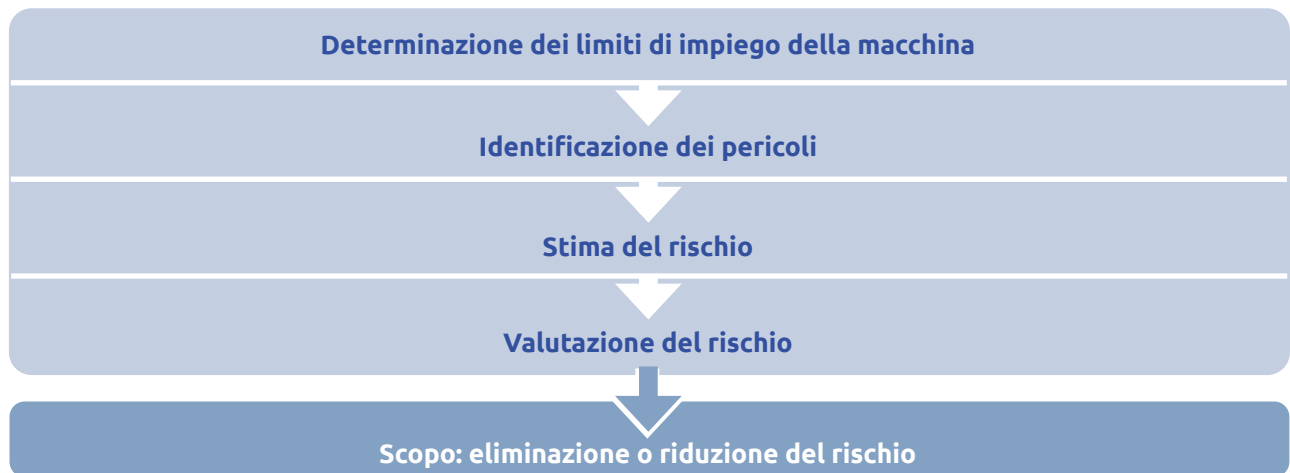 Determinazione dei limiti di impiego della macchina
Identificazione dei pericoli
Stima del rischio
Valutazione del rischio
Scopo: eliminazione o riduzione del rischio